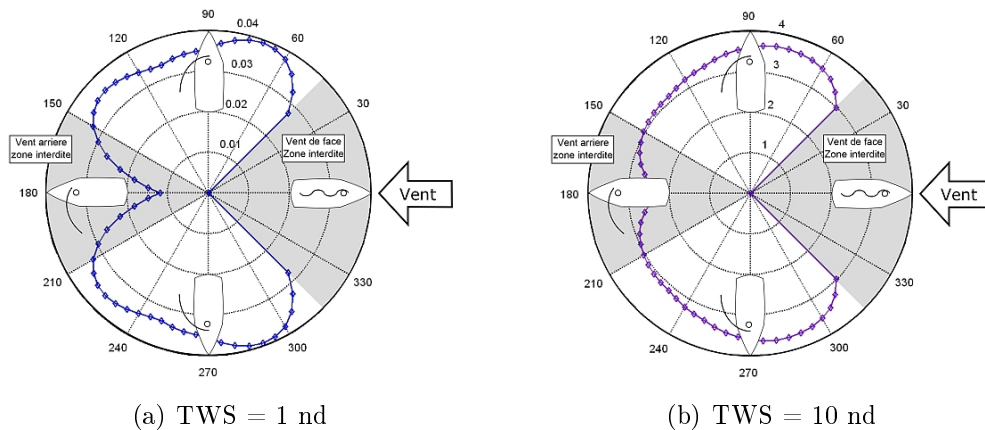 90
120
0.04
60
0.03
150
0.02
30
0.01
Vent arriere
zone interdite
Vent de face
Zone interdite
180
Vent
210
330
240
300
270
90
120
4
60
3
150
2
30
1
Vent arriere
zone interdite
Vent de face
Zone interdite
180
Vent
210
330
240
300
270
(a) TWS = 1 nd
(b) TWS = 10 nd